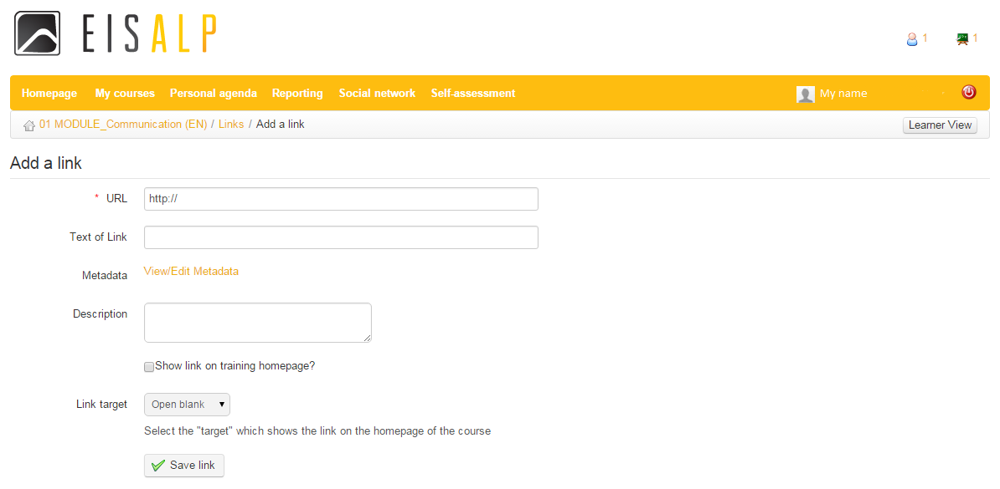 EISALP
1 1
Homepage My courses Personal agenda Reporting Social network Self-assessment My name
01 MODULE_Communication (EN) / Links / Add a link Learner View
Add a link
* URL http://
Text of Link
Metadata View/Edit Metadata
Description
Show link on training homepage?
Link target Open blank
Select the "target" which shows the link on the homepage of the course
Save link